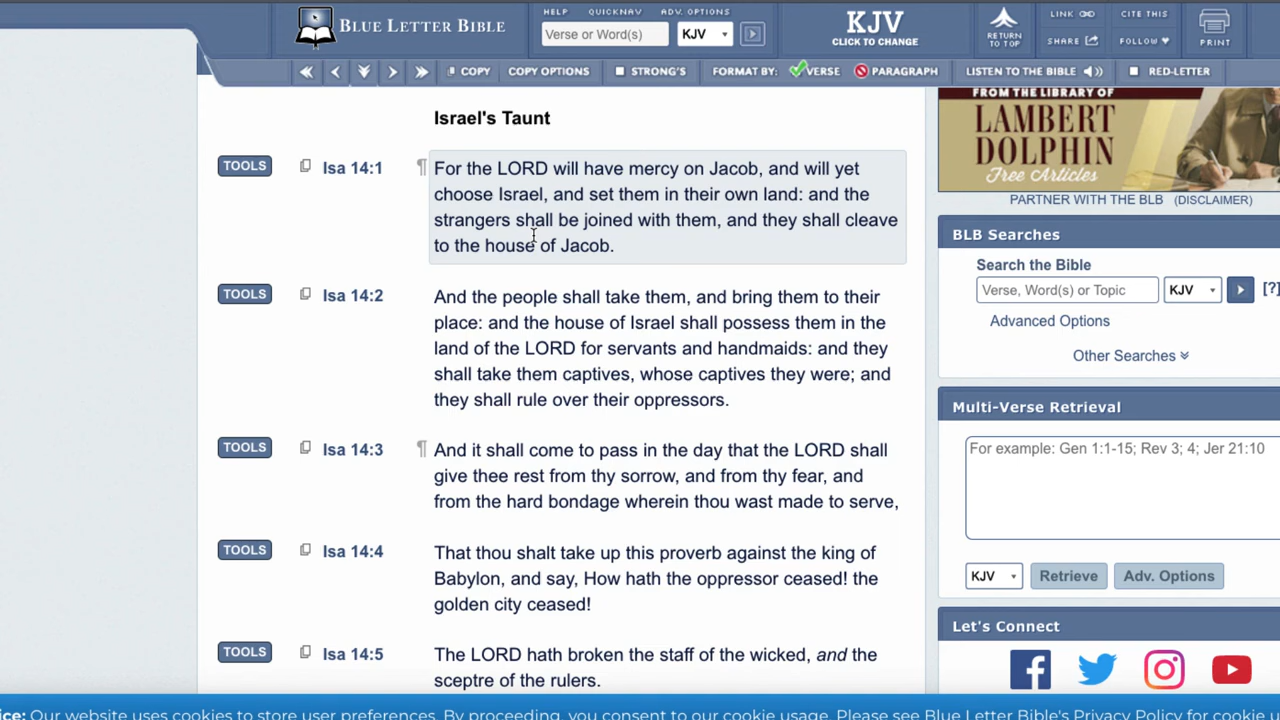 BLUE LETTER BIBLE
HELP QUICKNAV ADV. OPTIONS
Verse or Word(s) KJV
KJV
CLICK TO CHANGE
RETURN
TO TOP
LINK CITE THIS
SHARE FOLLOW
PRINT
COPY COPY OPTIONS STRONG'S FORMAT BY: VERSE PARAGRAPH LISTEN TO THE BIBLE RED-LETTER
Israel's Taunt
TOOLS Isa 14:1 ¶ For the LORD will have mercy on Jacob, and will yet
choose Israel, and set them in their own land: and the
strangers shall be joined with them, and they shall cleave
to the house of Jacob.
TOOLS Isa 14:2 And the people shall take them, and bring them to their
place: and the house of Israel shall possess them in the
land of the LORD for servants and handmaids: and they
shall take them captives, whose captives they were; and
they shall rule over their oppressors.
TOOLS Isa 14:3 ¶ And it shall come to pass in the day that the LORD shall
give thee rest from thy sorrow, and from thy fear, and
from the hard bondage wherein thou wast made to serve,
TOOLS Isa 14:4 That thou shalt take up this proverb against the king of
Babylon, and say, How hath the oppressor ceased! the
golden city ceased!
TOOLS Isa 14:5 The LORD hath broken the staff of the wicked, and the
sceptre of the rulers.
FROM THE LIBRARY OF
LAMBERT
DOLPHIN
Free Articles
PARTNER WITH THE BLB (DISCLAIMER)
BLB Searches
Search the Bible
Verse, Word(s) or Topic KJV [?]
Advanced Options
Other Searches
Multi-Verse Retrieval
For example: Gen 1:1-15; Rev 3; 4; Jer 21:10
KJV Retrieve Adv. Options
Let's Connect
ice: Our website uses cookies to store user preferences. By proceeding, you consent to our cookie usage. Please see Blue Letter Bible's Privacy Policy for cookie u